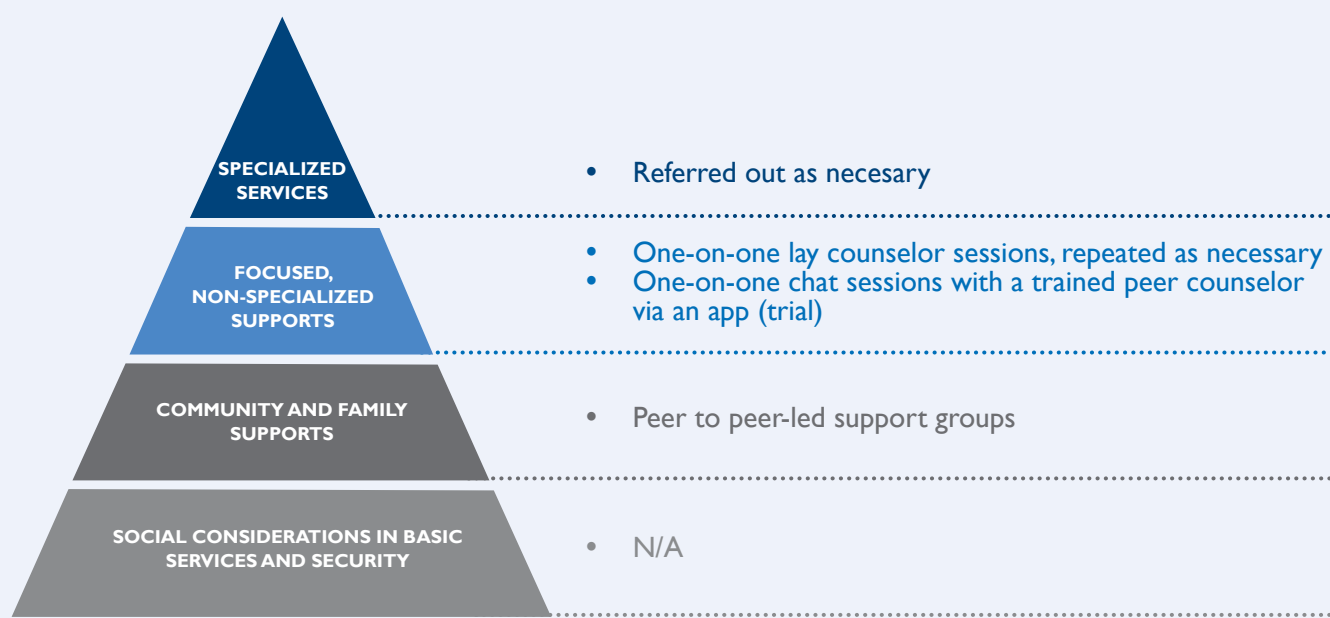 SPECIALIZED
SERVICES
• Referred out as necesary
FOCUSED,
NON-SPECIALIZED
SUPPORTS
• One-on-one lay counselor sessions, repeated as necessary
• One-on-one chat sessions with a trained peer counselor
via an app (trial)
COMMUNITY AND FAMILY
SUPPORTS
• Peer to peer-led support groups
SOCIAL CONSIDERATIONS IN BASIC
SERVICES AND SECURITY
• N/A